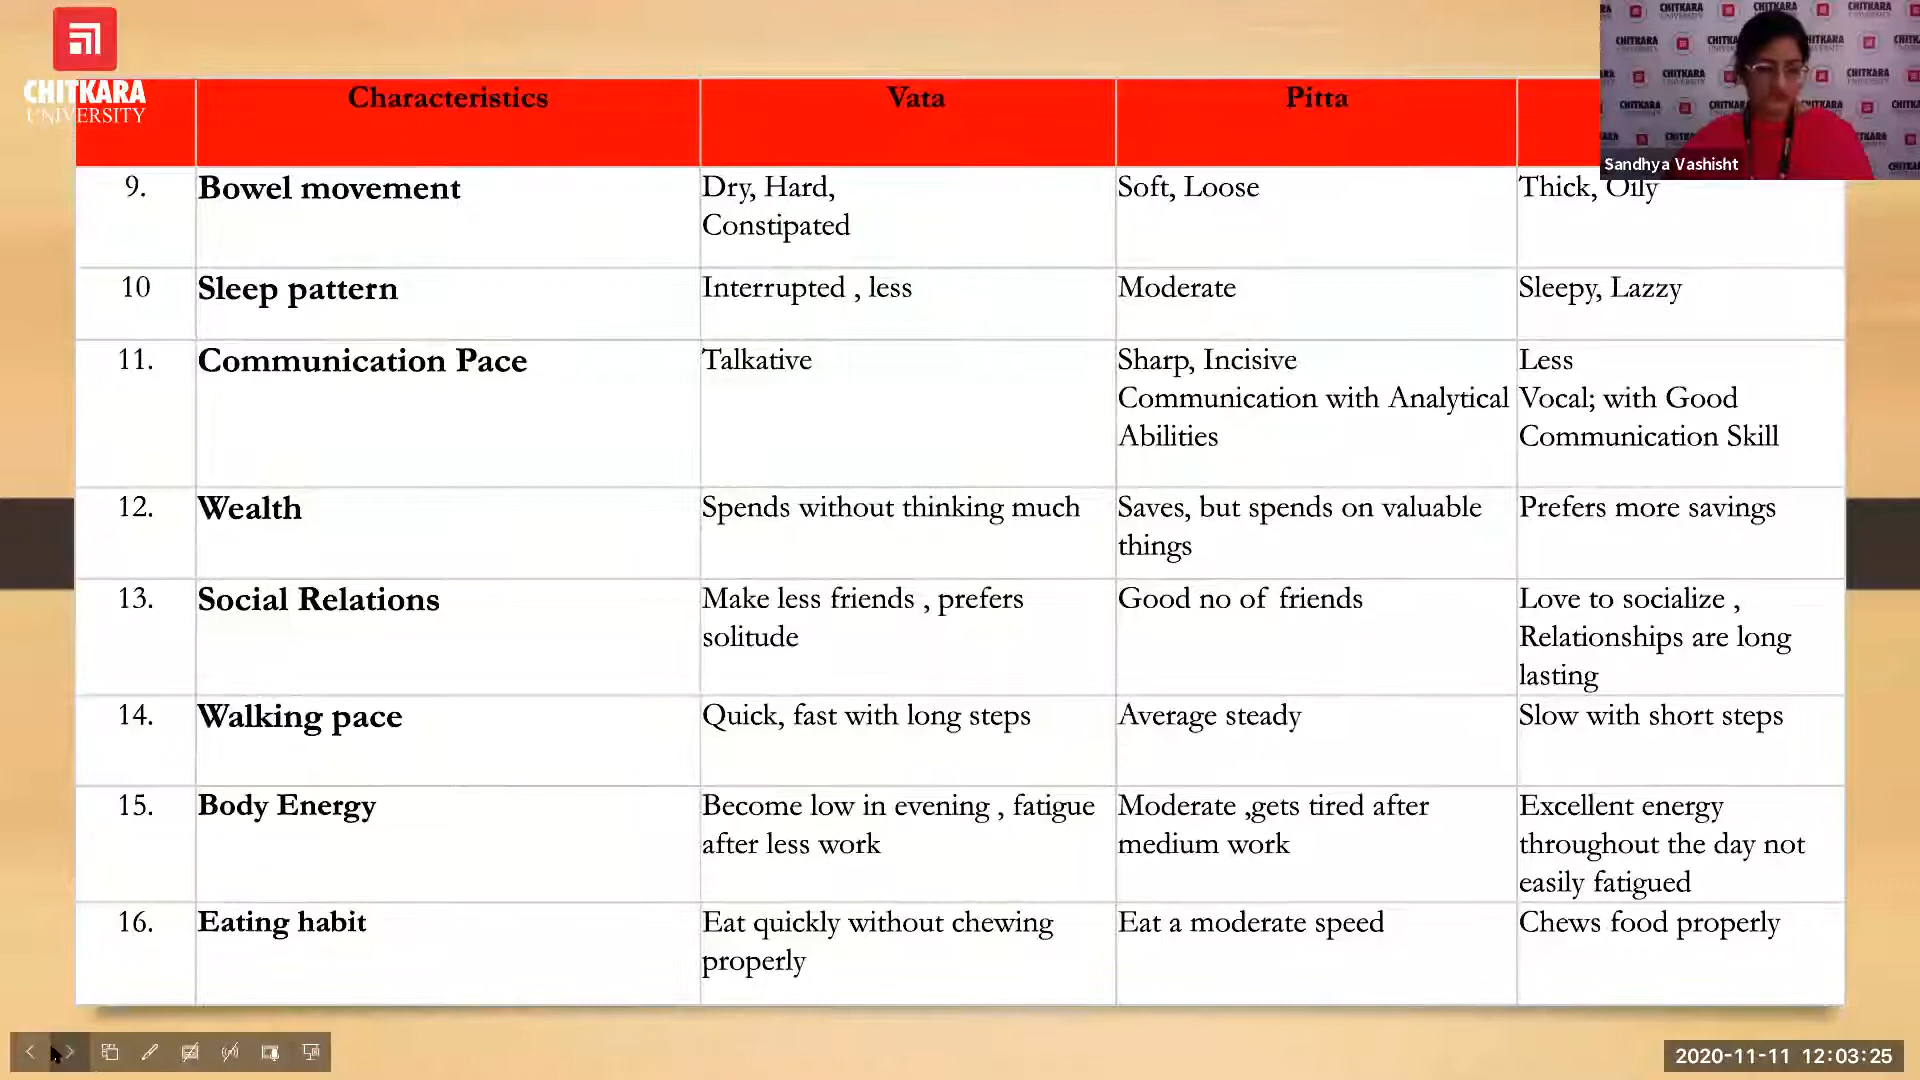 CHITKARA
UNIVERSITY
Characteristics Vata Pitta
Sandhya Vashisht
9. Bowel movement Dry, Hard, Soft, Loose Thick, Oily
Constipated
10 Sleep pattern Interrupted , less Moderate Sleepy, Lazzy
11. Communication Pace Talkative Sharp, Incisive Less
Communication with Analytical Vocal; with Good
Abilities Communication Skill
12. Wealth Spends without thinking much Saves, but spends on valuable Prefers more savings
things
13. Social Relations Make less friends , prefers Good no of friends Love to socialize ,
solitude Relationships are long
lasting
14. Walking pace Quick, fast with long steps Average steady Slow with short steps
15. Body Energy Become low in evening , fatigue Moderate ,gets tired after Excellent energy
after less work medium work throughout the day not
easily fatigued
16. Eating habit Eat quickly without chewing Eat a moderate speed Chews food properly
properly
2020-11-11 12:03:25